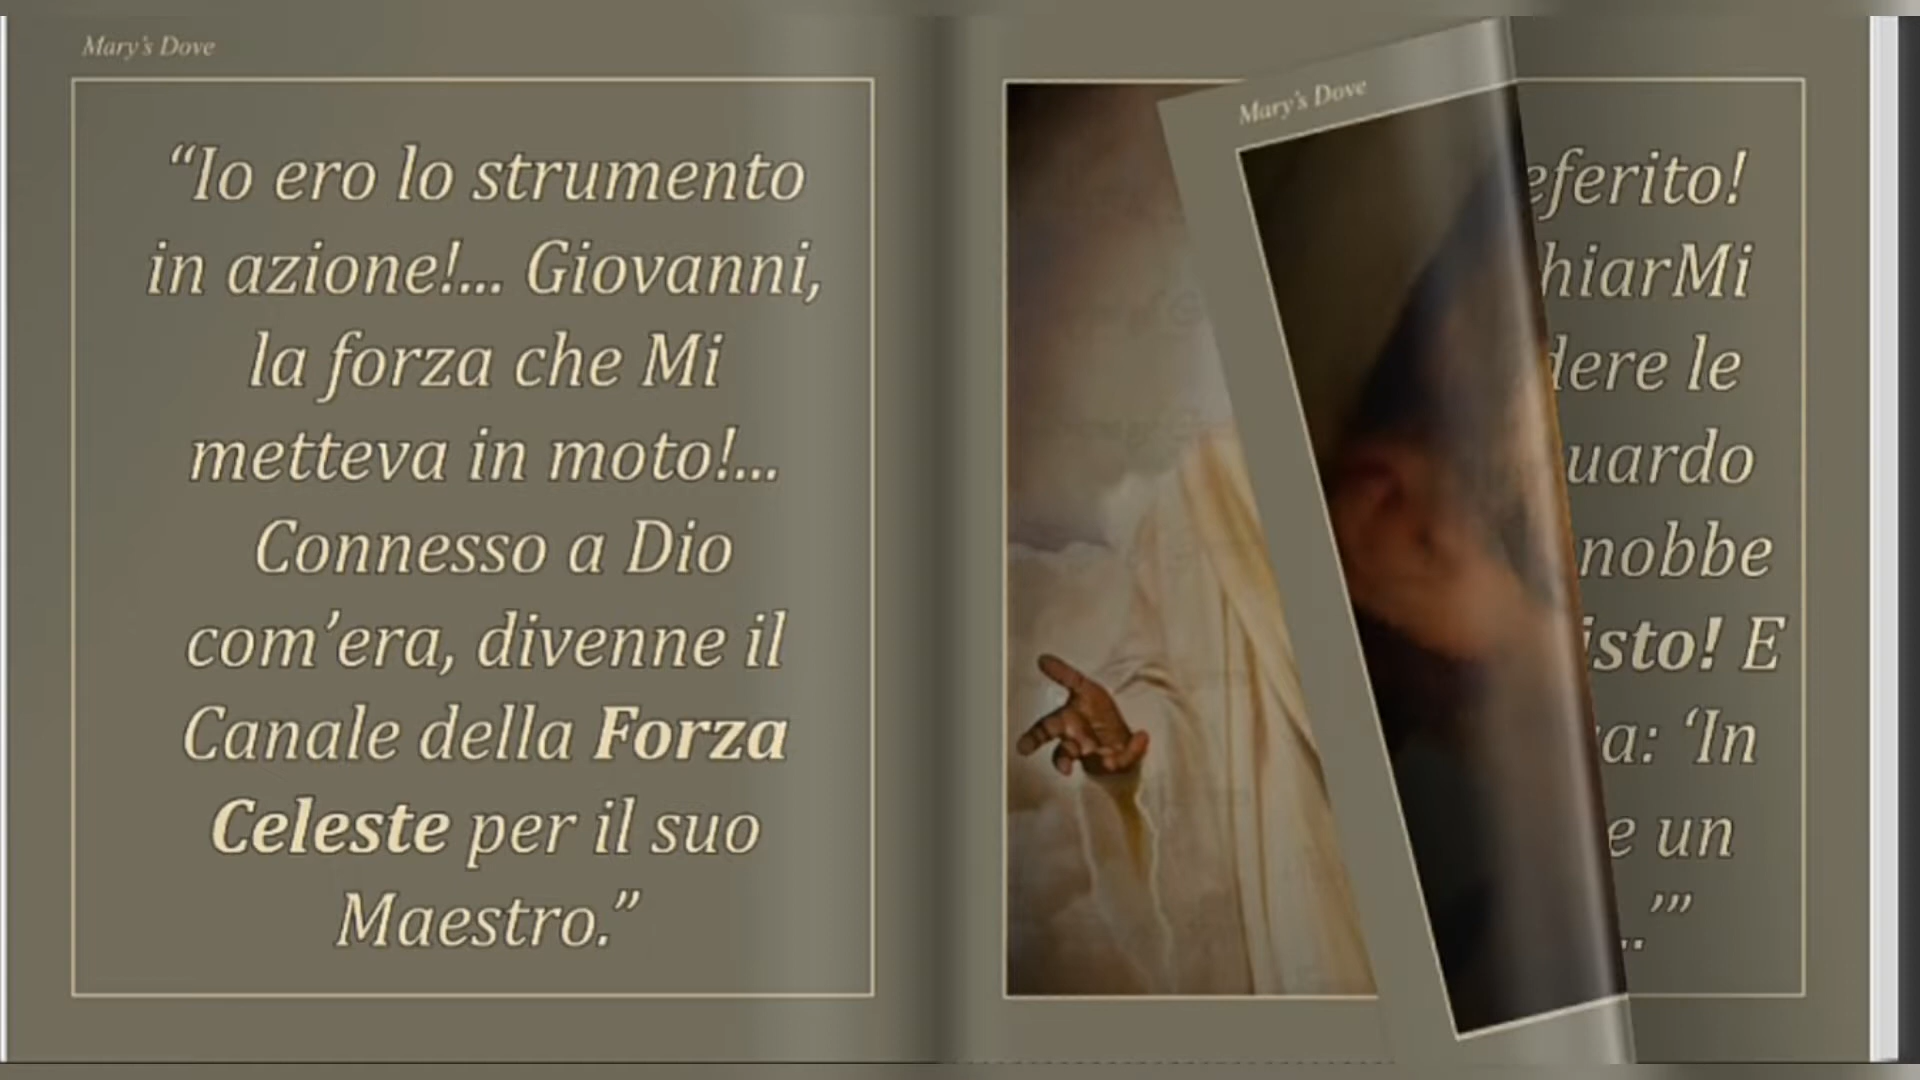 Mary's Dove
“Io ero lo strumento
in azione!... Giovanni,
la forza che Mi
metteva in moto!...
Connesso a Dio
com’era, divenne il
Canale della Forza
Celeste per il suo
Maestro.”
Mary's Dove
eferito!
hiarMi
dere le
uardo
nobbe
isto! E
a: ‘In
e un
..’”